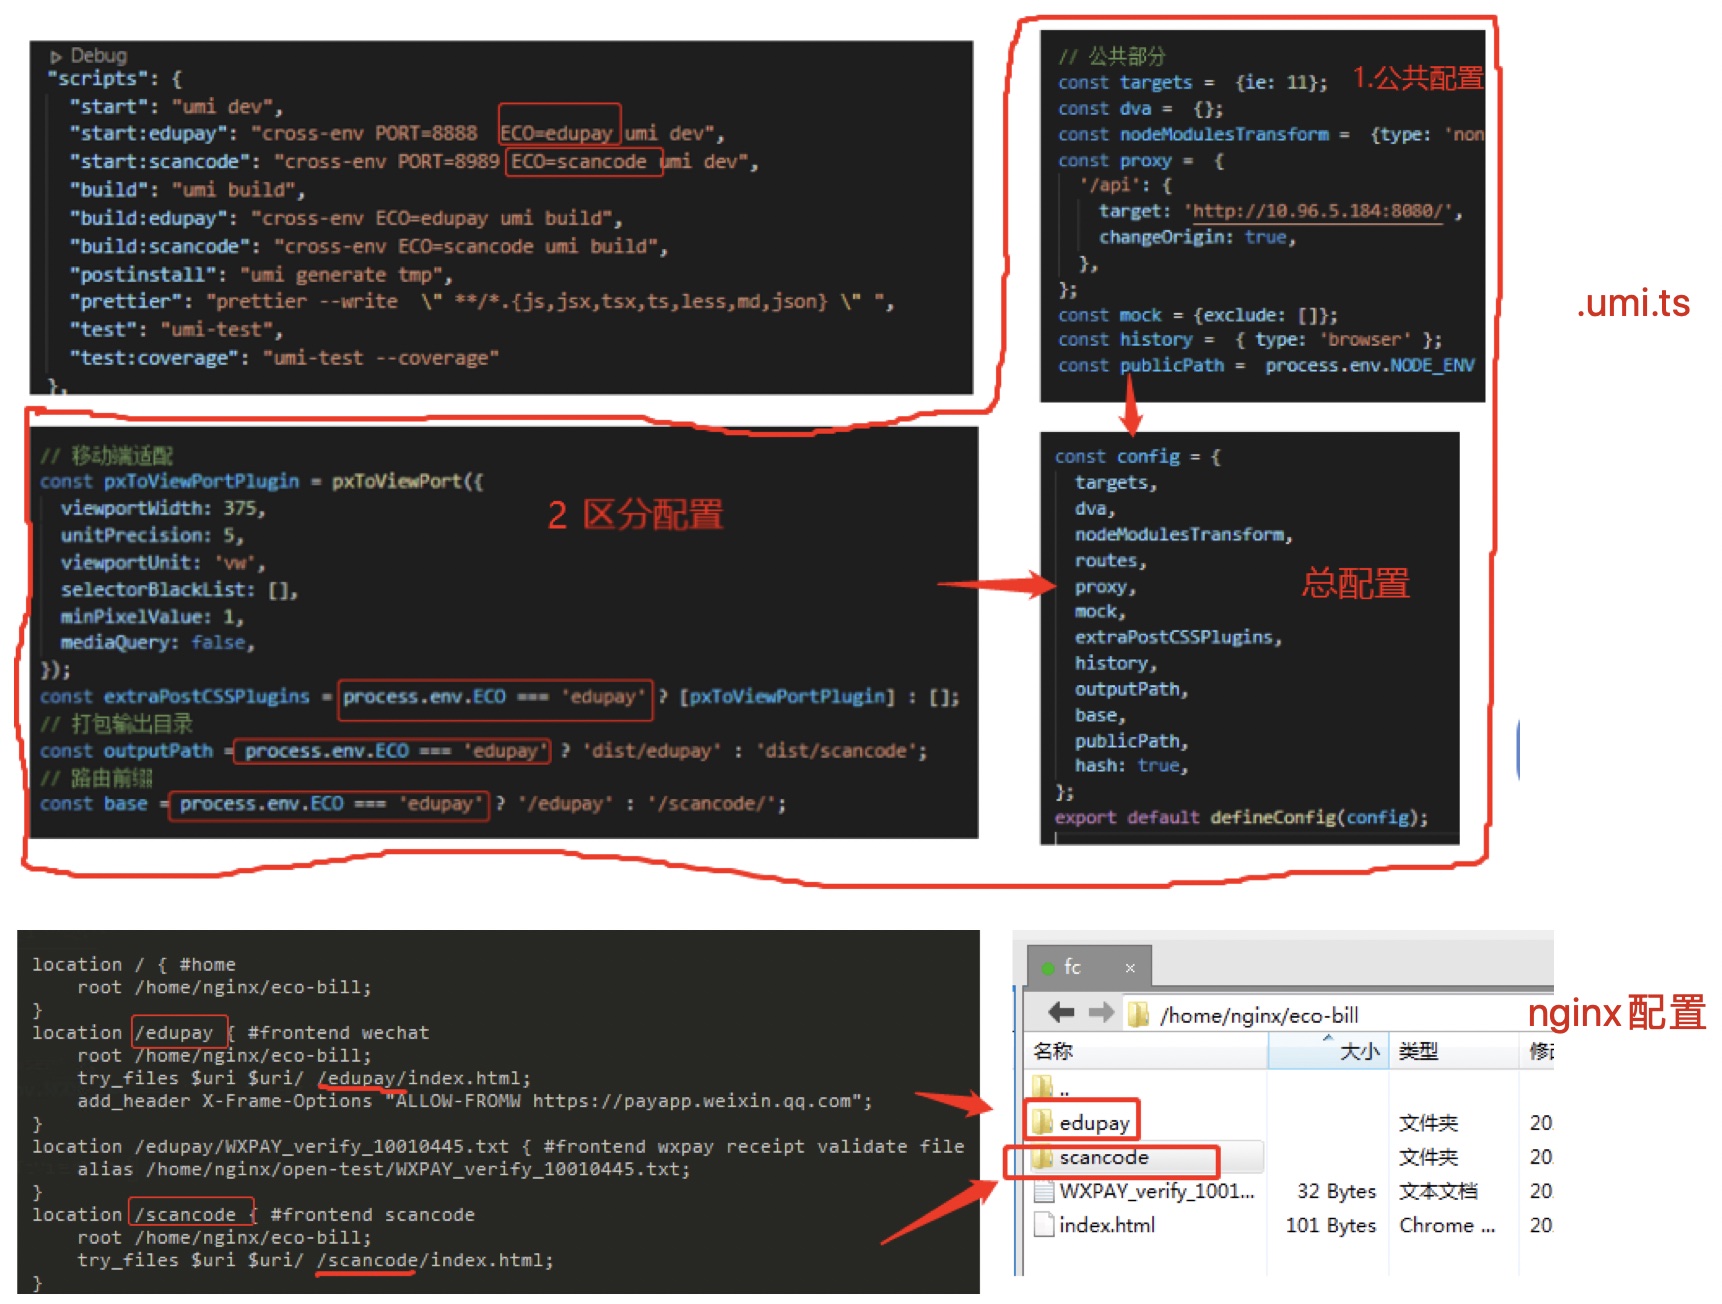 Debug
"scripts": {
"start": "umi dev",
"start:edupay": "cross-env PORT=8888 ECO=edupay umi dev",
"start:scancode": "cross-env PORT=8989 ECO=scancode umi dev",
"build": "umi build",
"build:edupay": "cross-env ECO=edupay umi build",
"build:scancode": "cross-env ECO=scancode umi build",
"postinstall": "umi generate tmp",
"prettier": "prettier --write \" **/*.{js,jsx,tsx,ts,less,md,json} \" ",
"test": "umi-test",
"test:coverage": "umi-test --coverage"
},
// 公共部分
1.公共配置
const targets = {ie: 11};
const dva = {};
const nodeModulesTransform = {type: 'non
const proxy = {
'/api': {
target: 'http://10.96.5.184:8080/',
changeOrigin: true,
},
};
const mock = {exclude: []};
const history = { type: 'browser' };
const publicPath = process.env.NODE_ENV
.umi.ts
// 移动端适配
const pxToViewPortPlugin = pxToViewPort({
viewportWidth: 375,
unitPrecision: 5,
viewportUnit: 'vw',
selectorBlackList: [],
minPixelValue: 1,
mediaQuery: false,
});
2 区分配置
const extraPostCSSPlugins = process.env.ECO === 'edupay' ? [pxToViewPortPlugin] : [];
// 打包输出目录
const outputPath = process.env.ECO === 'edupay' ? 'dist/edupay' : 'dist/scancode';
// 路由前缀
const base = process.env.ECO === 'edupay' ? '/edupay' : '/scancode/';
const config = {
targets,
dva,
nodeModulesTransform,
routes,
proxy,
mock,
extraPostCSSPlugins,
history,
outputPath,
base,
publicPath,
hash: true,
};
export default defineConfig(config);
总配置
location / { #home
root /home/nginx/eco-bill;
}
location /edupay { #frontend wechat
root /home/nginx/eco-bill;
try_files $uri $uri/ /edupay/index.html;
add_header X-Frame-Options "ALLOW-FROMW https://payapp.weixin.qq.com";
}
location /edupay/WXPAY_verify_10010445.txt { #frontend wxpay receipt validate file
alias /home/nginx/open-test/WXPAY_verify_10010445.txt;
}
location /scancode { #frontend scancode
root /home/nginx/eco-bill;
try_files $uri $uri/ /scancode/index.html;
}
fc ×
/home/nginx/eco-bill
nginx配置
名称 大小 类型 修改
..
edupay 文件夹 20
scancode 文件夹 20
WXPAY_verify_1001... 32 Bytes 文本文档 20
index.html 101 Bytes Chrome ... 20